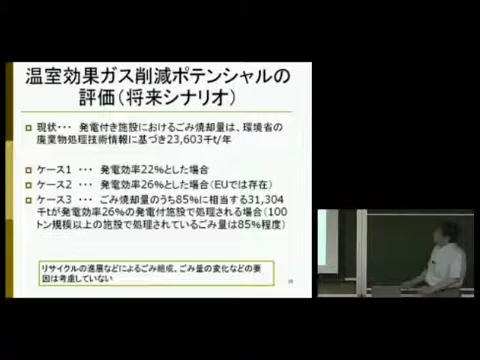 温室効果ガス削減ポテンシャルの
評価(将来シナリオ)
現状・・・ 発電付き施設におけるごみ焼却量は、環境省の
廃棄物処理技術情報に基づき23,603千t/年
ケース1 ・・・ 発電効率22%とした場合
ケース2 ・・・ 発電効率26%とした場合(EUでは存在)
ケース3 ・・・ ごみ焼却量のうち85%に相当する31,304
千tが発電効率26%の発電付施設で処理される場合(100
トン規模以上の施設で処理されているごみ量は85%程度)
リサイクルの進展などによるごみ組成、ごみ量の変化などの要
因は考慮していない